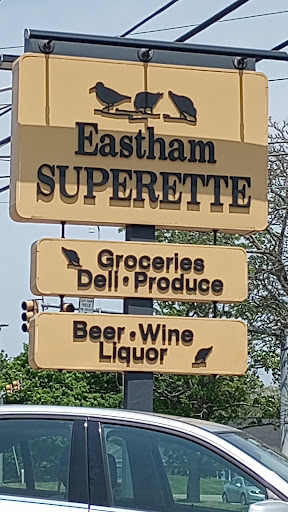 Eastham
SUPERETTE
Groceries
Deli • Produce
Beer • Wine
Liquor